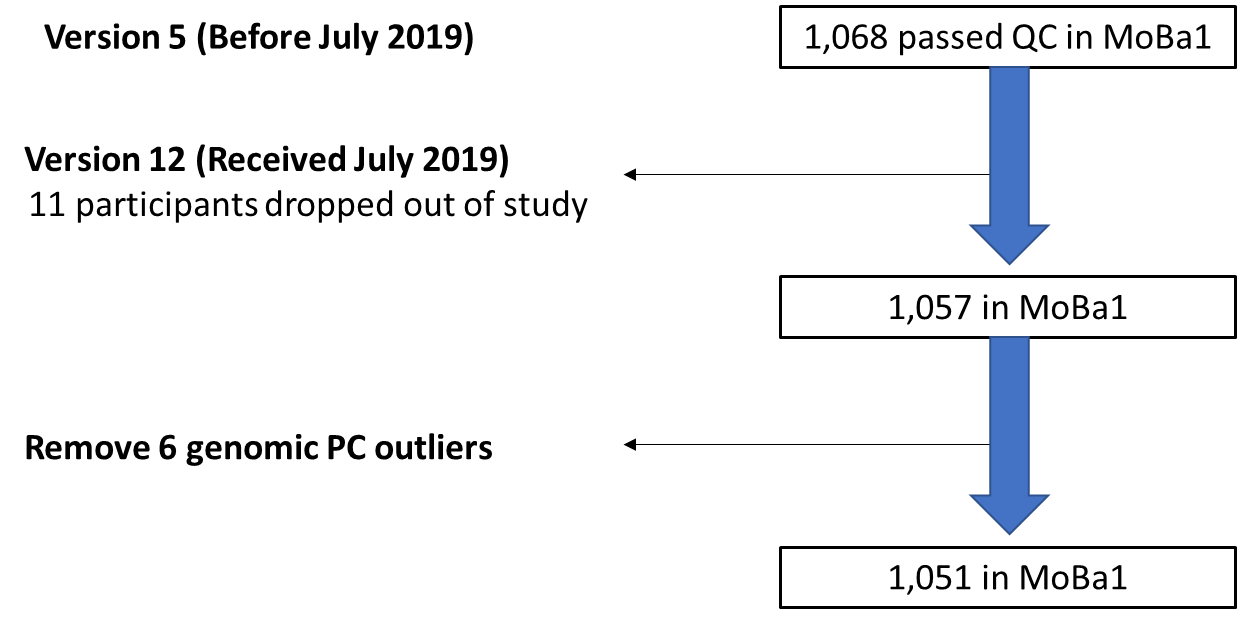 Version 5 (Before July 2019)
1,068 passed QC in MoBa1
Version 12 (Received July 2019)
11 participants dropped out of study
1,057 in MoBa1
Remove 6 genomic PC outliers
1,051 in MoBa1